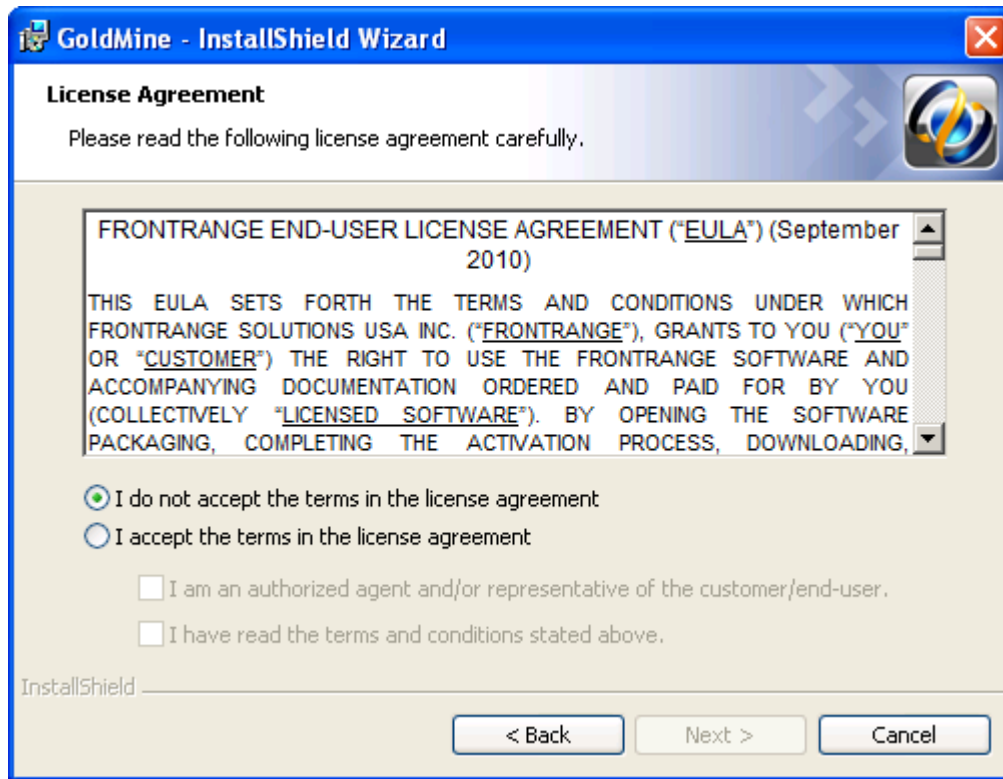 GoldMine - InstallShield Wizard
License Agreement
Please read the following license agreement carefully.
FRONTRANGE END-USER LICENSE AGREEMENT (“EULA”) (September
2010)
THIS EULA SETS FORTH THE TERMS AND CONDITIONS UNDER WHICH
FRONTRANGE SOLUTIONS USA INC. (“FRONTRANGE”), GRANTS TO YOU (“YOU”
OR “CUSTOMER”) THE RIGHT TO USE THE FRONTRANGE SOFTWARE AND
ACCOMPANYING DOCUMENTATION ORDERED AND PAID FOR BY YOU
(COLLECTIVELY “LICENSED SOFTWARE”). BY OPENING THE SOFTWARE
PACKAGING, COMPLETING THE ACTIVATION PROCESS, DOWNLOADING,
I do not accept the terms in the license agreement
I accept the terms in the license agreement
I am an authorized agent and/or representative of the customer/end-user.
I have read the terms and conditions stated above.
InstallShield
< Back Next > Cancel